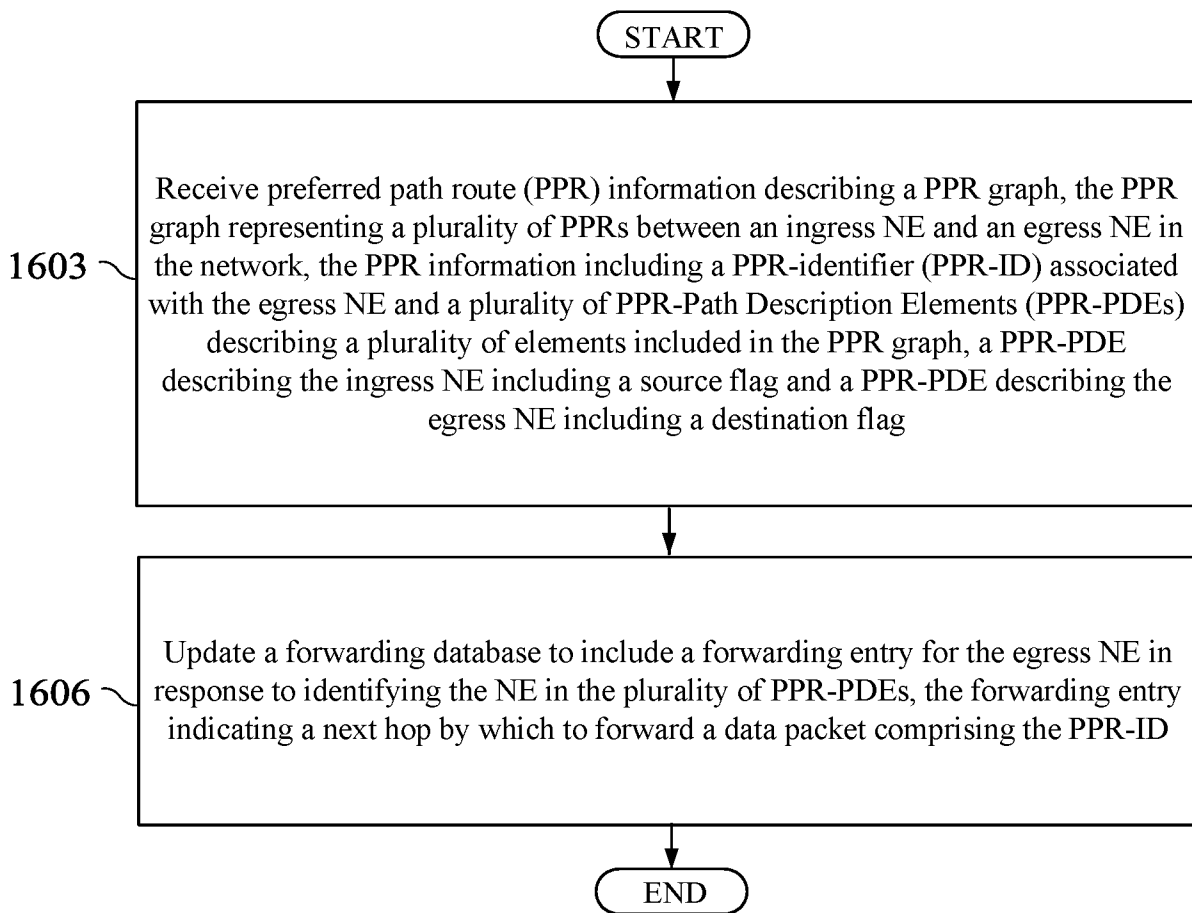 START
1603
Receive preferred path route (PPR) information describing a PPR graph, the PPR
graph representing a plurality of PPRs between an ingress NE and an egress NE in
the network, the PPR information including a PPR-identifier (PPR-ID) associated
with the egress NE and a plurality of PPR-Path Description Elements (PPR-PDEs)
describing a plurality of elements included in the PPR graph, a PPR-PDE
describing the ingress NE including a source flag and a PPR-PDE describing the
egress NE including a destination flag
1606
Update a forwarding database to include a forwarding entry for the egress NE in
response to identifying the NE in the plurality of PPR-PDEs, the forwarding entry
indicating a next hop by which to forward a data packet comprising the PPR-ID
END